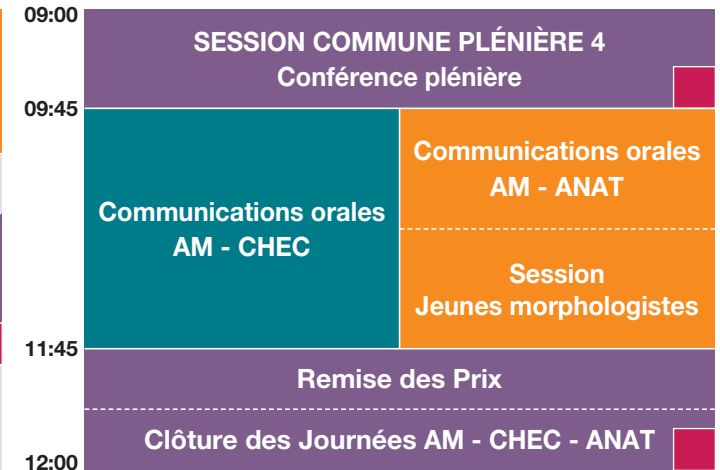 09:00
SESSION COMMUNE PLÉNIÈRE 4
Conférence plénière
09:45
Communications orales
AM - CHEC
Communications orales
AM - ANAT
Session
Jeunes morphologistes
11:45
Remise des Prix
Clôture des Journées AM - CHEC - ANAT
12:00